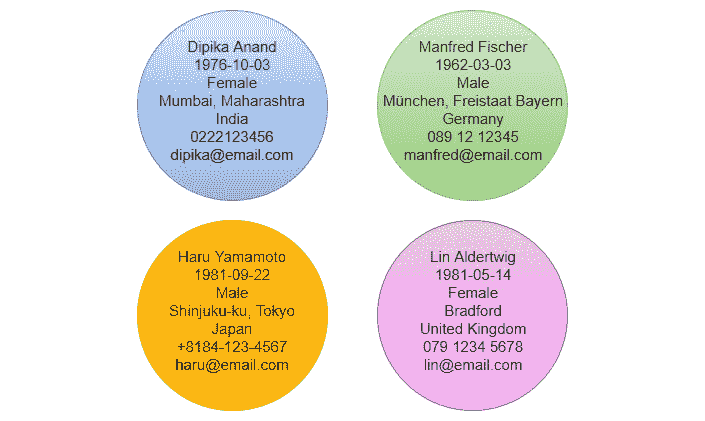 Dipika Anand
1976-10-03
Female
Mumbai, Maharashtra
India
0222123456
dipika@email.com
Manfred Fischer
1962-03-03
Male
München, Freistaat Bayern
Germany
089 12 12345
manfred@email.com
Haru Yamamoto
1981-09-22
Male
Shinjuku-ku, Tokyo
Japan
+8184-123-4567
haru@email.com
Lin Aldertwig
1981-05-14
Female
Bradford
United Kingdom
079 1234 5678
lin@email.com